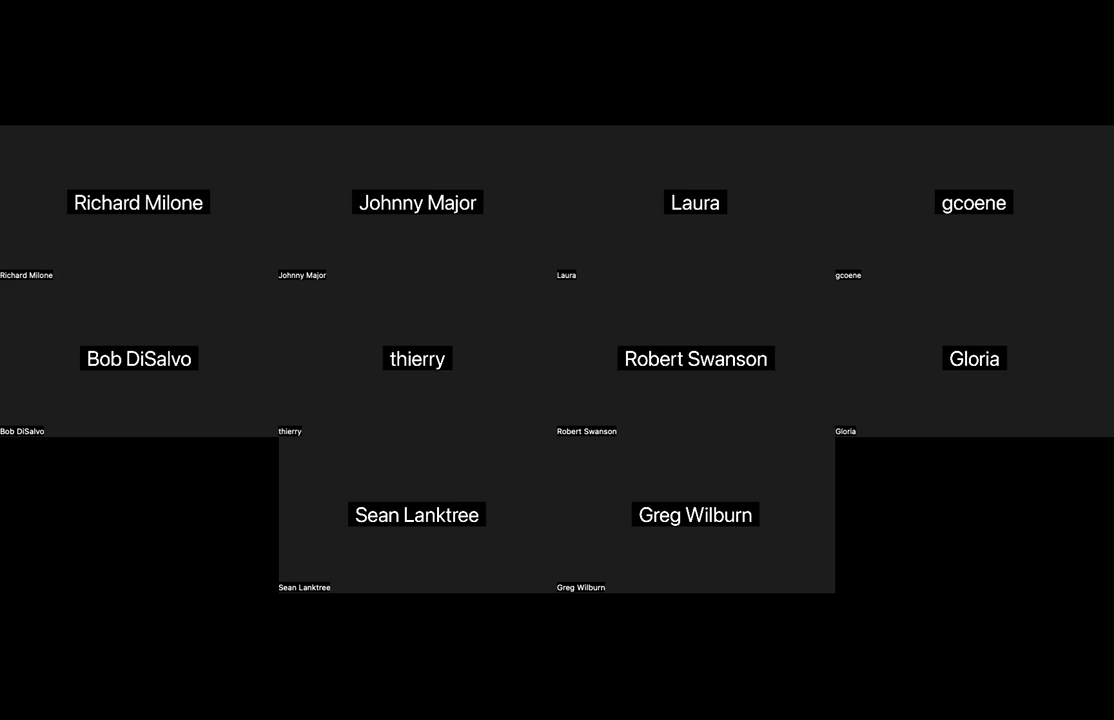 Richard Milone
Johnny Major
Laura
gcoene
Richard Milone
Johnny Major
Laura
gcoene
Bob DiSalvo
thierry
Robert Swanson
Gloria
Bob DiSalvo
thierry
Robert Swanson
Gloria
Sean Lanktree
Greg Wilburn
Sean Lanktree
Greg Wilburn